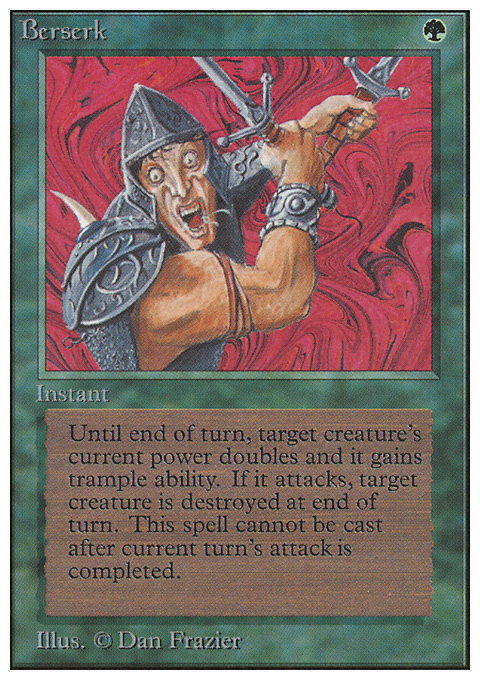 Berserk
Instant
Until end of turn, target creature's
current power doubles and it gains
trample ability. If it attacks, target
creature is destroyed at end of
turn. This spell cannot be cast
after current turn's attack is
completed.
Illus. © Dan Frazier